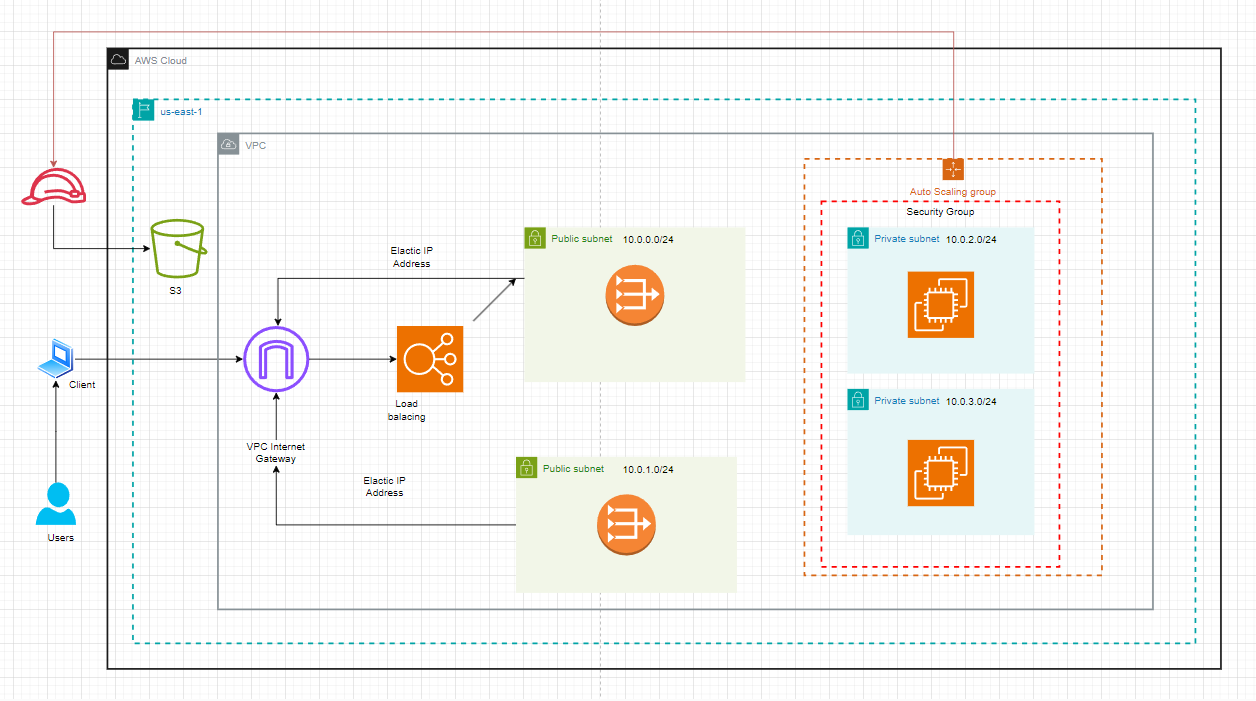 AWS Cloud
us-east-1
VPC
Auto Scaling group
Security Group
Public subnet 10.0.0.0/24
Private subnet 10.0.2.0/24
Elactic IP
Address
S3
Client
Load
balacing
Private subnet 10.0.3.0/24
VPC Internet
Gateway
Public subnet 10.0.1.0/24
Elactic IP
Address
Users